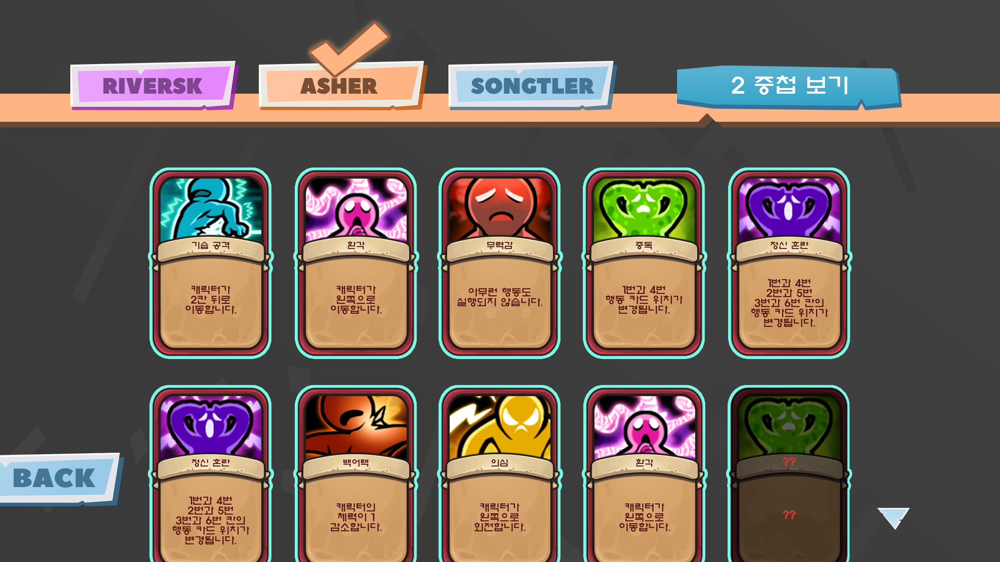 RIVERSK
ASHER
SONGTLER
2 중첩 보기
기습 공격
캐릭터가
2칸 뒤로
이동합니다.
환각
캐릭터가
왼쪽으로
이동합니다.
무력감
아무런 행동도
실행되지 않습니다.
중독
1번과 4번
행동 카드 위치가
변경됩니다.
정신 혼란
1번과 4번
2번과 5번
3번과 6번 칸의
행동 카드 위치가
변경됩니다.
정신 혼란
1번과 4번
2번과 5번
3번과 6번 칸의
행동 카드 위치가
변경됩니다.
백어택
캐릭터의
체력이 1
감소합니다.
의심
캐릭터가
왼쪽으로
회전합니다.
환각
캐릭터가
왼쪽으로
이동합니다.
??
??
BACK